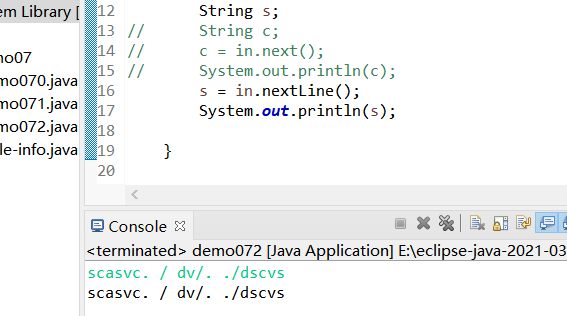 em Library [
mo07
mo070.java
mo071.java
mo072.java
le-info.java
12 String s;
13 // String c;
14 // c = in.next();
15 // System.out.println(c);
16 s = in.nextLine();
17 System.out.println(s);
18
19 }
20
Console
<terminated> demo072 [Java Application] E:\eclipse-java-2021-03
scasvc. / dv/. ./dscvs
scasvc. / dv/. ./dscvs